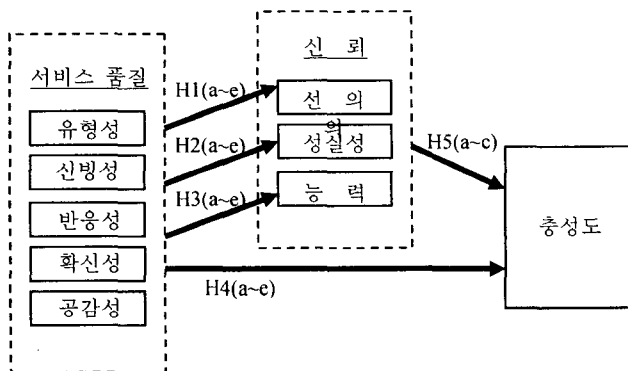 서비스 품질
유형성
신빙성
반응성
확신성
공감성
H1(a~e)
H2(a~e)
H3(a~e)
H4(a~e)
신 뢰
선 의
의
성실성
능 력
H5(a~c)
충성도